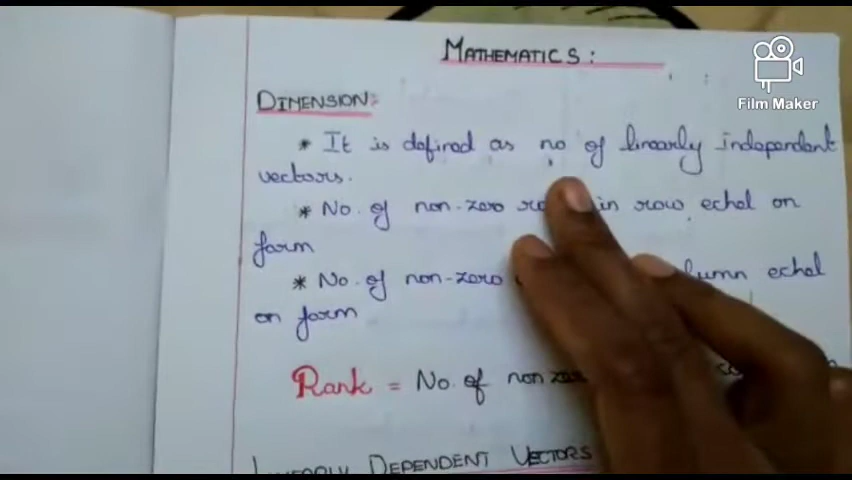 MATHEMATICS:
Film Maker
DIMENSION:
* It is defined as no of linearly independent
vectors.
* No. of non-zero in row echel on
form
* No. of non-zero echel
on form
Rank = No. of non
DEPENDENT VECTORS